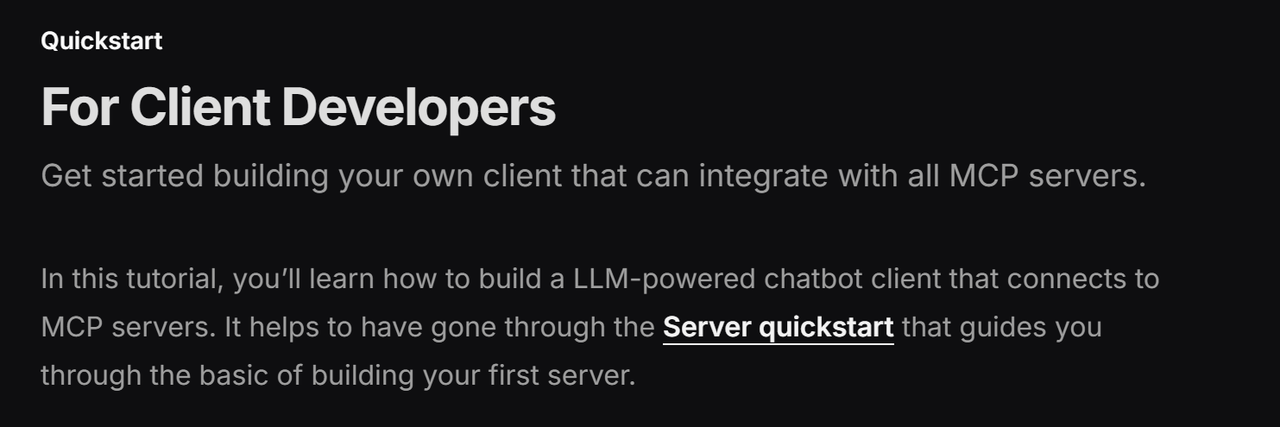 Quickstart
For Client Developers
Get started building your own client that can integrate with all MCP servers.
In this tutorial, you’ll learn how to build a LLM-powered chatbot client that connects to
MCP servers. It helps to have gone through the Server quickstart that guides you
through the basic of building your first server.